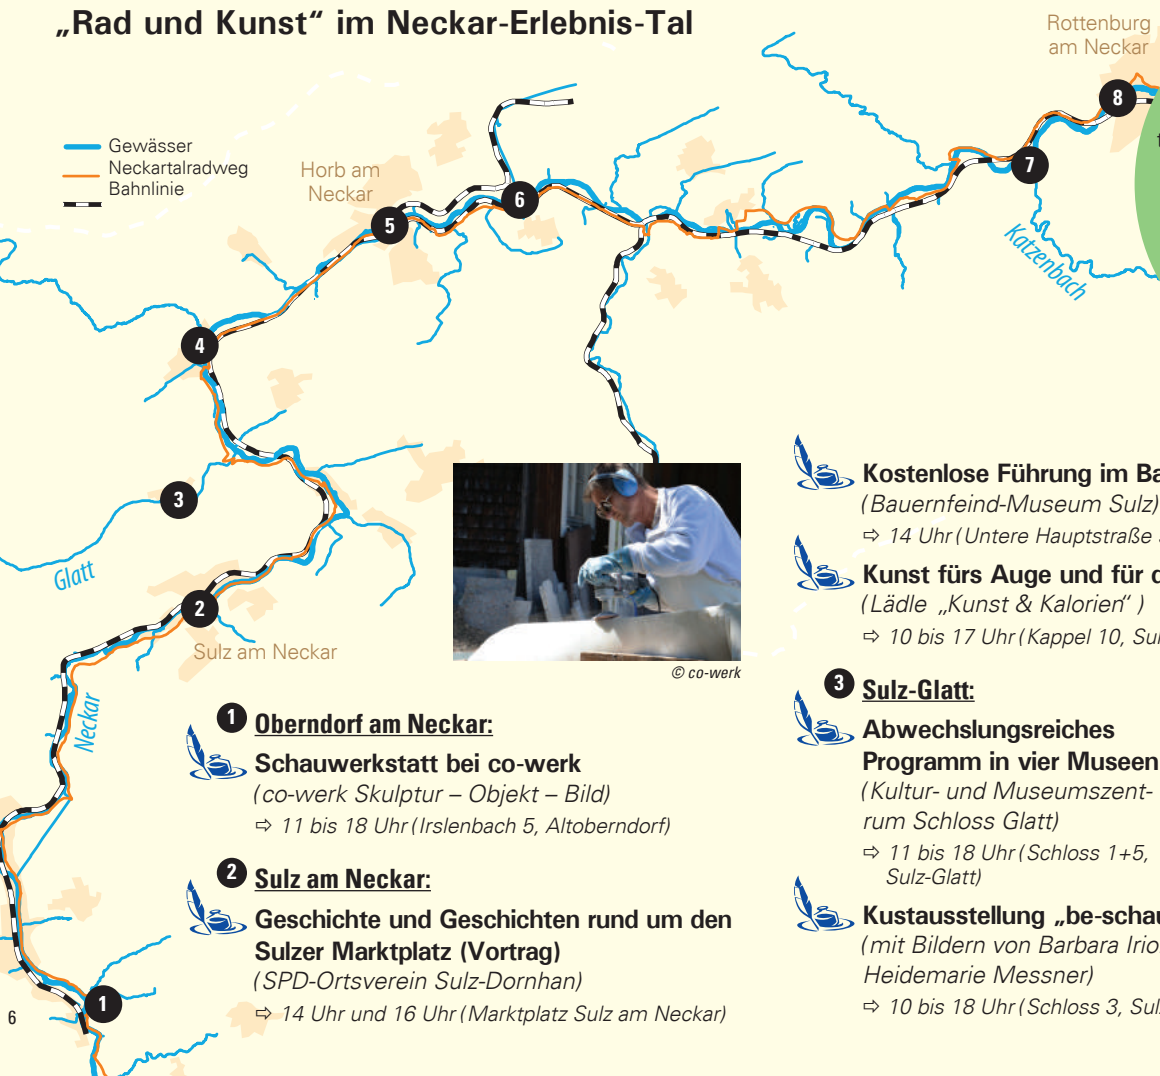 „Rad und Kunst“ im Neckar-Erlebnis-Tal
Rottenburg
am Neckar
Gewässer
Neckartalradweg
Bahnlinie
Horb am
Neckar
8
7
6
5
4
3
2
Katzenbach
Glatt
Sulz am Neckar
Neckar
1
© co-werk
1 Oberndorf am Neckar:
Schauwerkstatt bei co-werk
(co-werk Skulptur – Objekt – Bild)
⇨ 11 bis 18 Uhr (Irslenbach 5, Altoberndorf)
2 Sulz am Neckar:
Geschichte und Geschichten rund um den
Sulzer Marktplatz (Vortrag)
(SPD-Ortsverein Sulz-Dornhan)
⇨ 14 Uhr und 16 Uhr (Marktplatz Sulz am Neckar)
6
Kostenlose Führung im
(Bauernfeind-Museum Sulz)
⇨ 14 Uhr (Untere Hauptstraße
Kunst fürs Auge und für
(Lädle „Kunst & Kalorien“ )
⇨ 10 bis 17 Uhr (Kappel 10,
3 Sulz-Glatt:
Abwechslungsreiches
Programm in vier Museen
(Kultur- und Museumszent-
rum Schloss Glatt)
⇨ 11 bis 18 Uhr (Schloss 1+5,
Sulz-Glatt)
Kustausstellung
(mit Bildern von Barbara
Heidemarie Messner)
⇨ 10 bis 18 Uhr (Schloss 3,